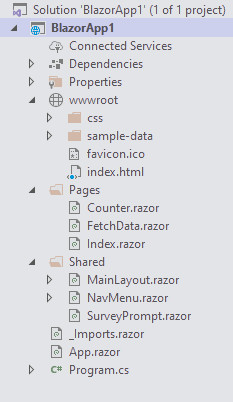 Solution 'BlazorApp1' (1 of 1 project)
BlazorApp1
Connected Services
Dependencies
Properties
wwwroot
css
sample-data
favicon.ico
index.html
Pages
Counter.razor
FetchData.razor
Index.razor
Shared
MainLayout.razor
NavMenu.razor
SurveyPrompt.razor
_Imports.razor
App.razor
C# Program.cs